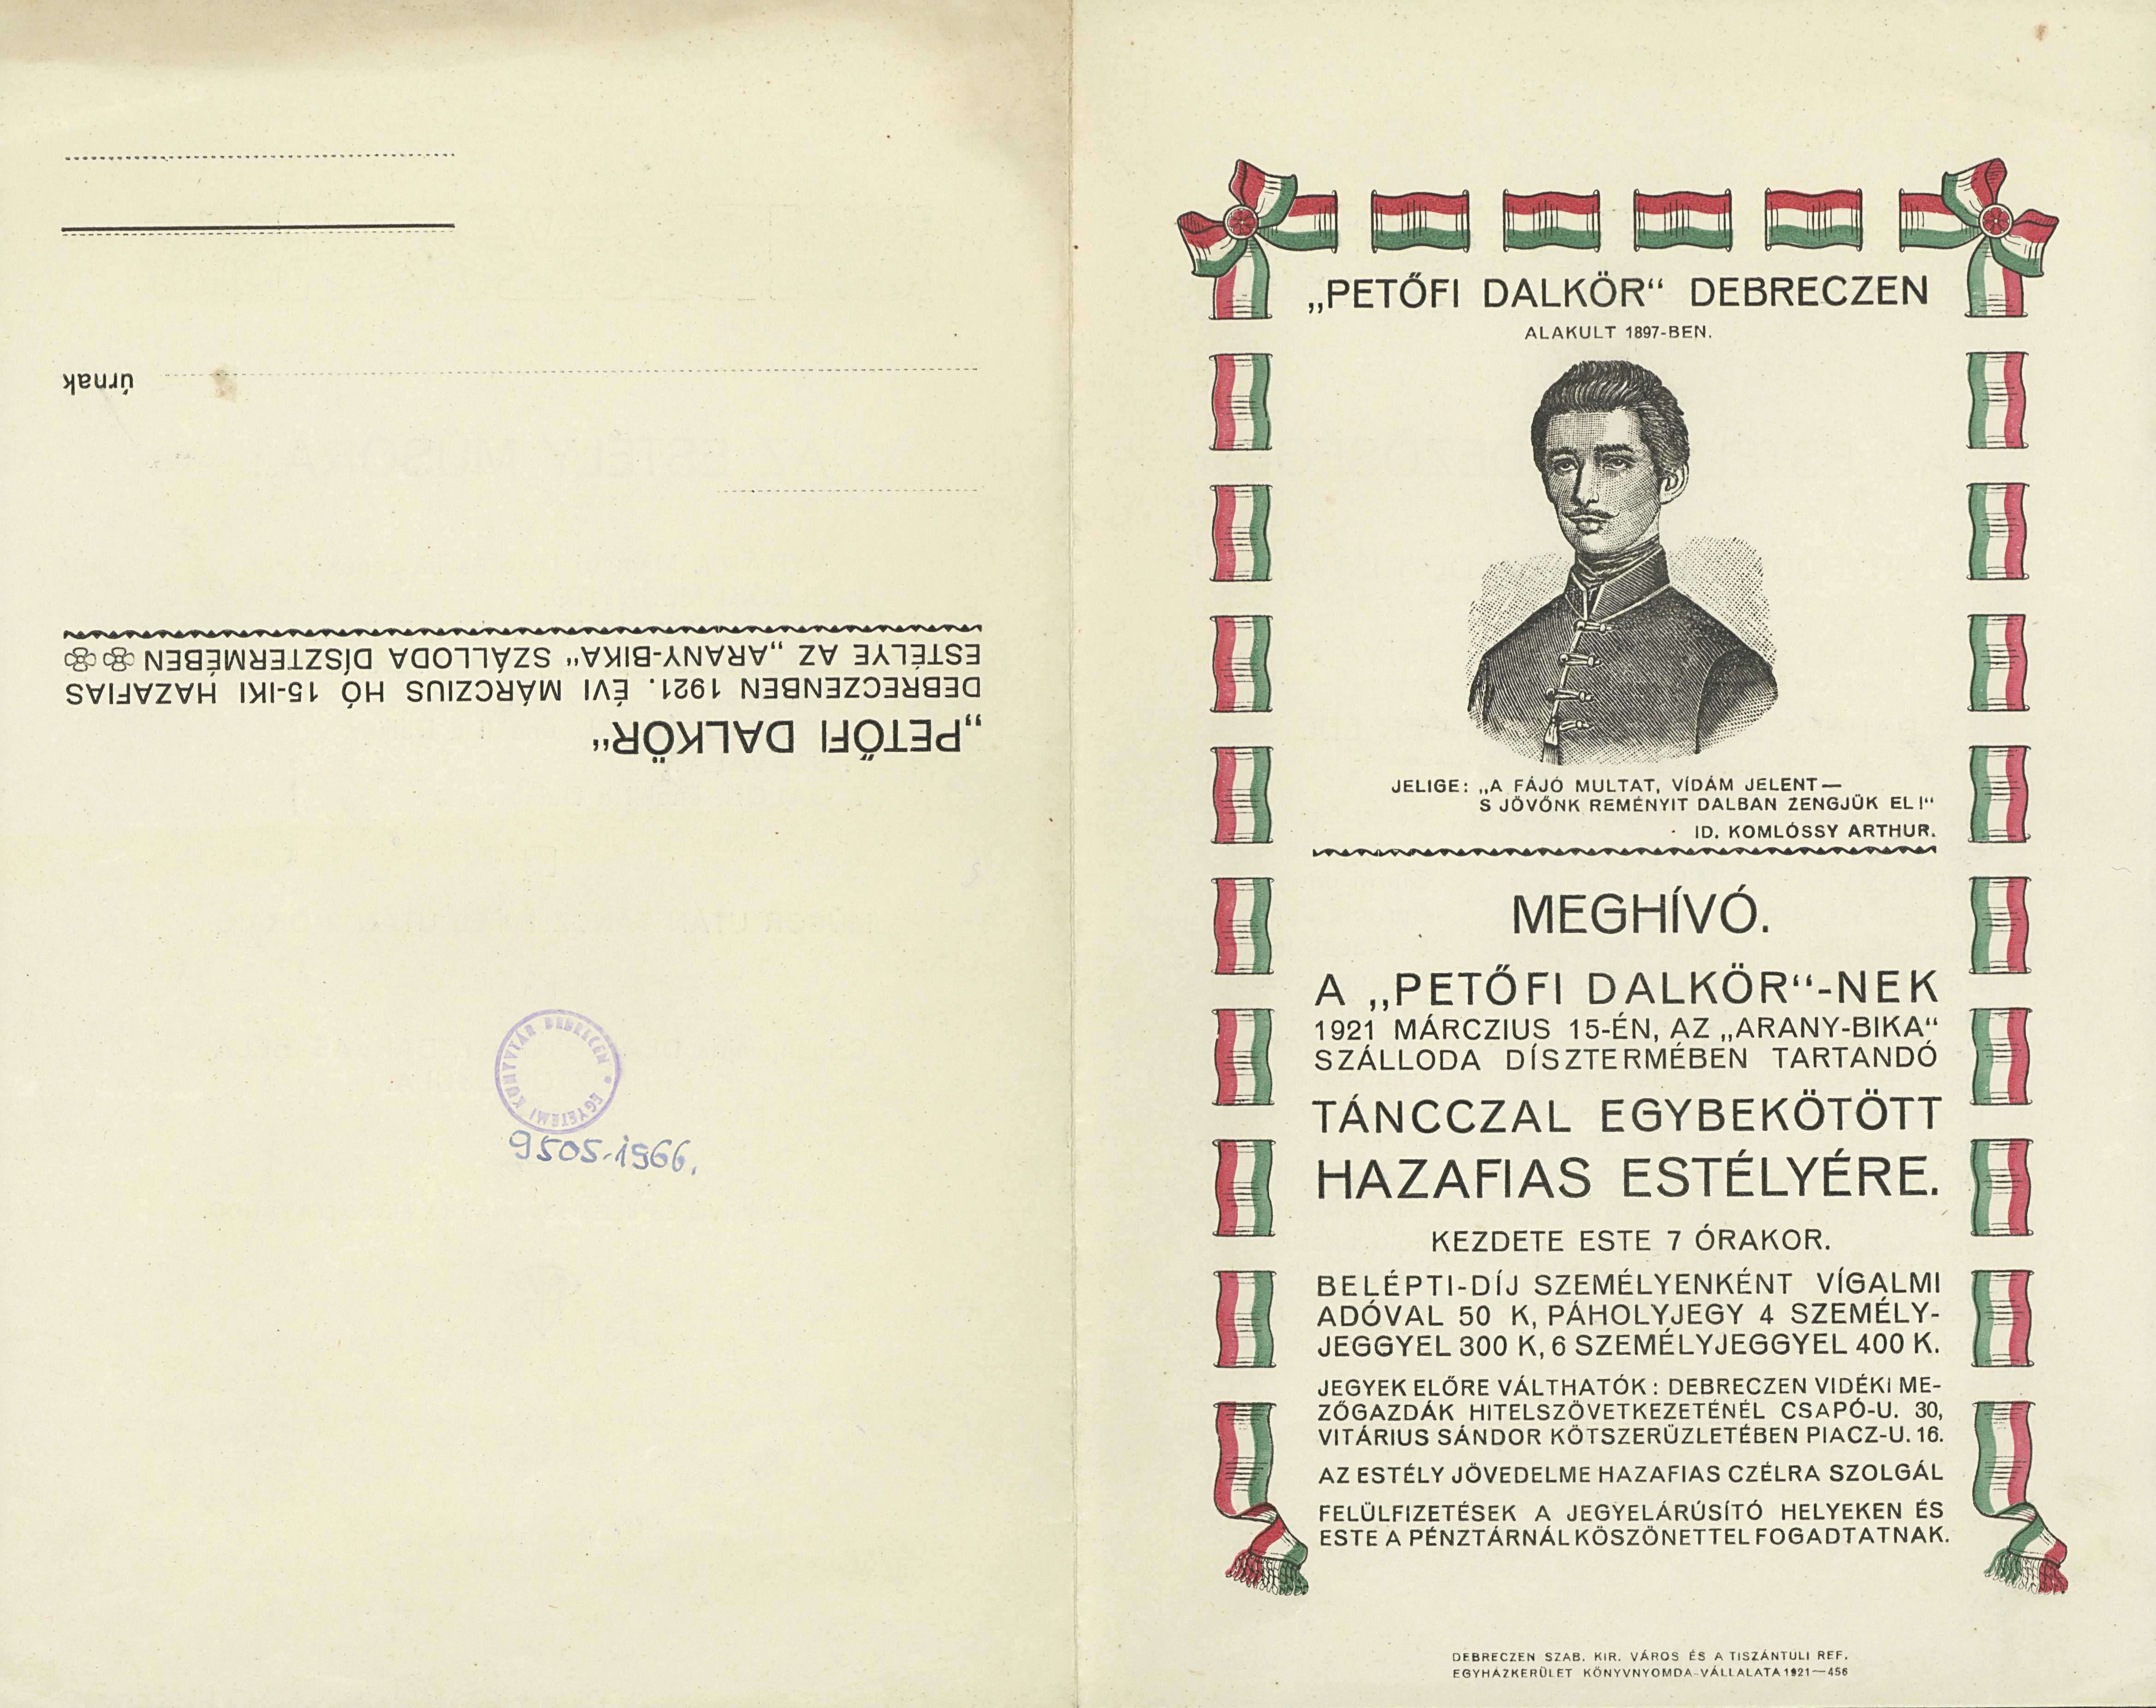 „PETŐFI DALKÖR“
DEBRECZENBEN 1921. ÉVI MÁRCZIUS HÓ 15-IKI HAZAFIAS
ESTÉLYE AZ „ARANY-BIKA“ SZÁLLODA DÍSZTERMÉBEN
úrnak
EGYETEMI KÖNYVTÁR DEBRECEN
9505-1966.
„PETŐFI DALKÖR“ DEBRECZEN
ALAKULT 1897-BEN.
JELIGE: „A FÁJÓ MULTAT, VÍDÁM JELENT—
S JÖVŐNK REMÉNYIT DALBAN ZENGJÜK EL!“
ID. KOMLÓSSY ARTHUR.
MEGHÍVÓ.
A „PETŐFI DALKÖR“-NEK
1921 MÁRCZIUS 15-ÉN, AZ „ARANY-BIKA“
SZÁLLODA DÍSZTERMÉBEN TARTANDÓ
TÁNCCZAL EGYBEKÖTÖTT
HAZAFIAS ESTÉLYÉRE.
KEZDETE ESTE 7 ÓRAKOR.
BELÉPTI-DÍJ SZEMÉLYENKÉNT VÍGALMI
ADÓVAL 50 K, PÁHOLYJEGY 4 SZEMÉLY-
JEGGYEL 300 K, 6 SZEMÉLYJEGGYEL 400 K.
JEGYEK ELŐRE VÁLTHATÓK: DEBRECZEN VIDÉKI ME-
ZŐGAZDÁK HITELSZÖVETKEZETÉNÉL CSAPÓ-U. 30,
VITÁRIUS SÁNDOR KÖTSZERÜZLETÉBEN PIACZ-U. 16.
AZ ESTÉLY JÖVEDELME HAZAFIAS CZÉLRA SZOLGÁL
FELÜLFIZETÉSEK A JEGYELÁRÚSÍTÓ HELYEKEN ÉS
ESTE A PÉNZTÁRNÁL KÖSZÖNETTEL FOGADTATNAK.
DEBRECZEN SZAB. KIR. VÁROS ÉS A TISZÁNTULI REF.
EGYHÁZKERÜLET KÖNYVNYOMDA-VÁLLALATA 1921—456